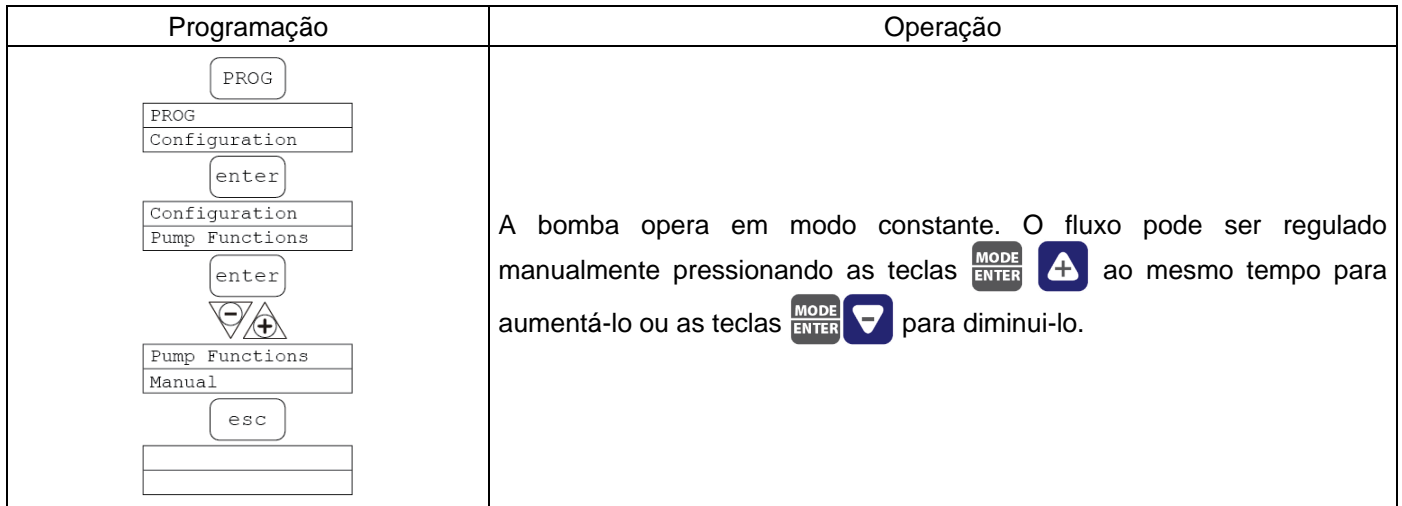 Programação
Operação
PROG
PROG
Configuration
enter
Configuration
Pump Functions
enter
Pump Functions
Manual
esc
A bomba opera em modo constante. O fluxo pode ser regulado
manualmente pressionando as teclas MODE ENTER + ao mesmo tempo para
aumentá-lo ou as teclas MODE ENTER - para diminui-lo.